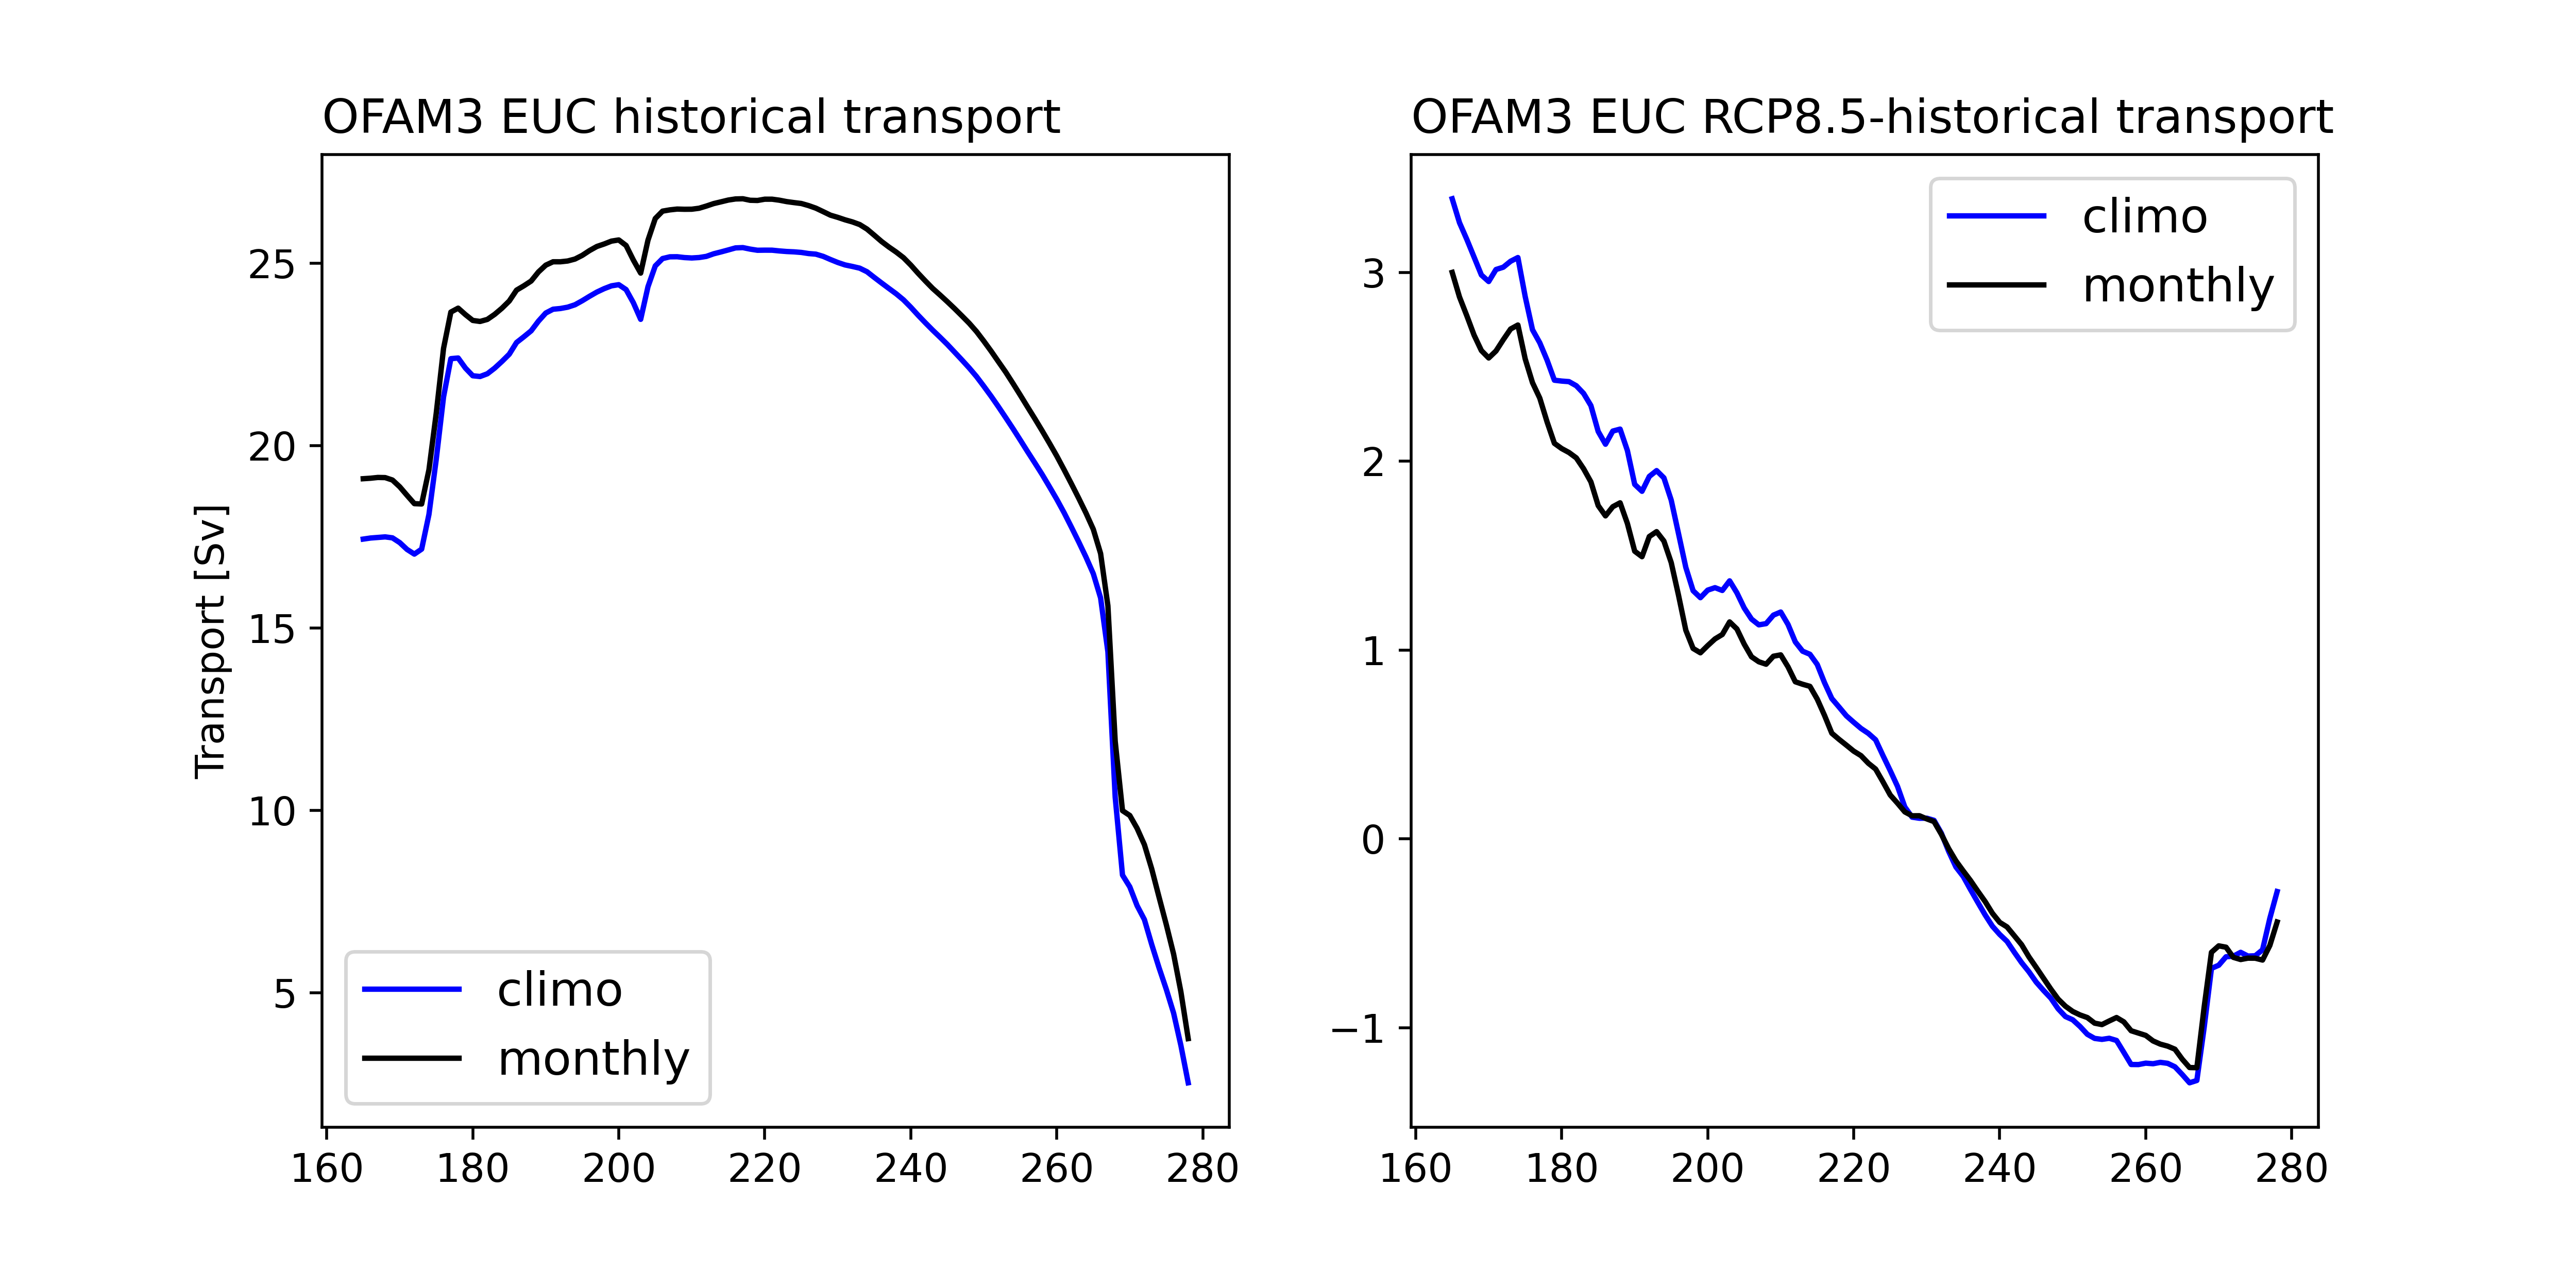 OFAM3 EUC historical transport
Transport [Sv]
25
20
15
10
5
climo
monthly
160 180 200 220 240 260 280
OFAM3 EUC RCP8.5-historical transport
climo
monthly
3
2
1
0
−1
160 180 200 220 240 260 280